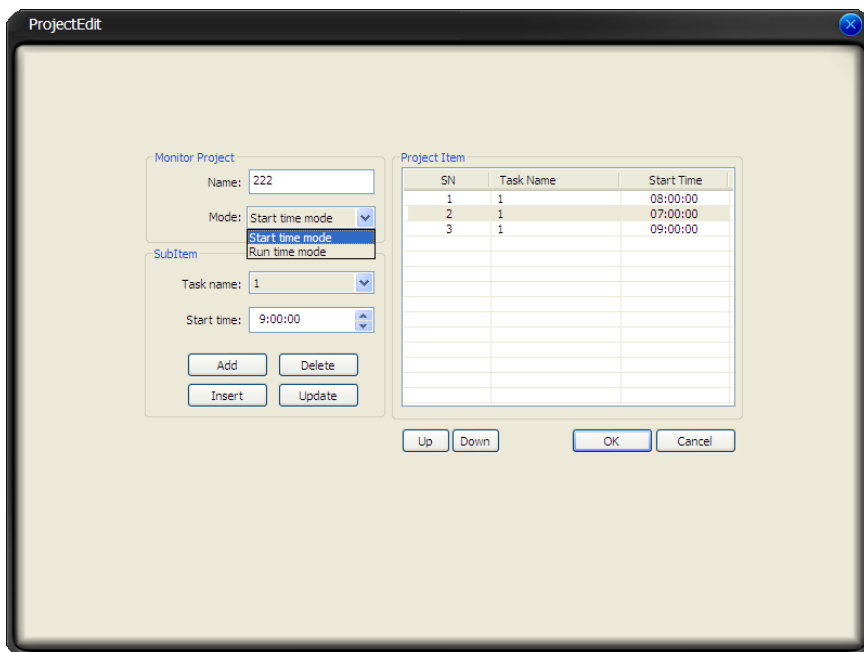 ProjectEdit
Monitor Project
Name: 222
Mode: Start time mode
Start time mode
Run time mode
SubItem
Task name: 1
Start time: 9:00:00
Add Delete
Insert Update
Project Item
SN Task Name Start Time
1 1 08:00:00
2 1 07:00:00
3 1 09:00:00
Up Down OK Cancel